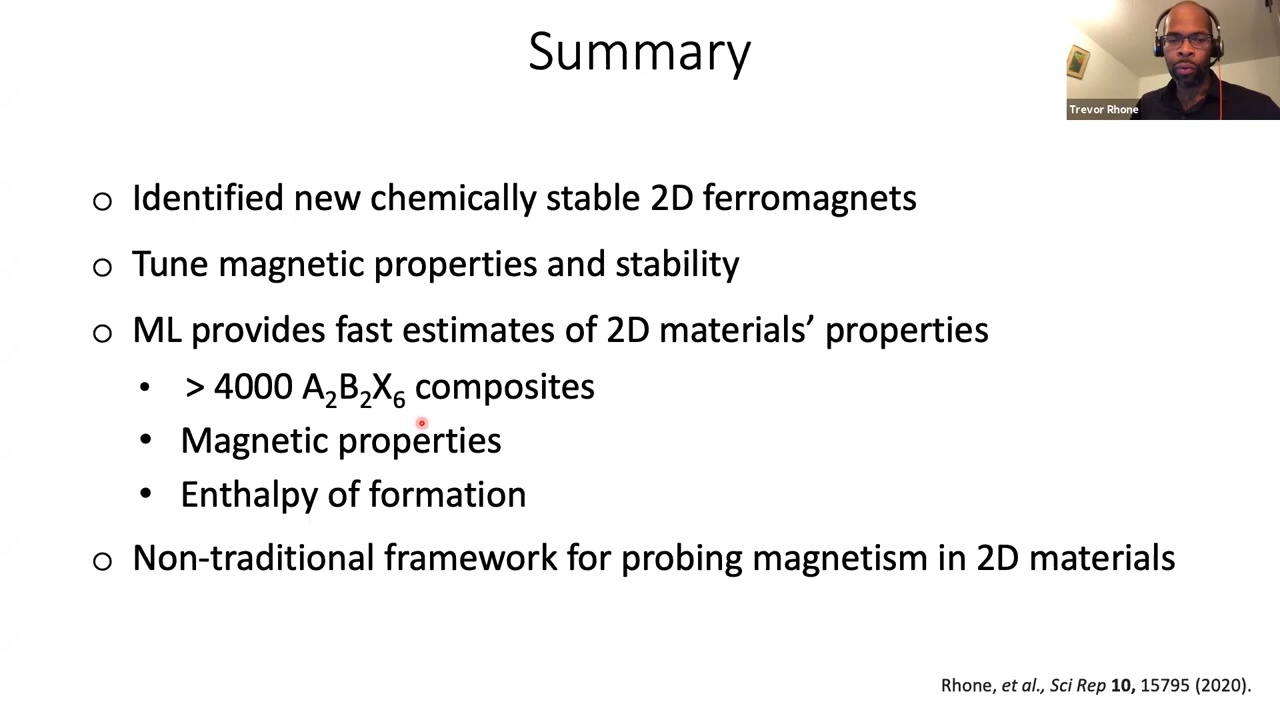 Summary
Trevor Rhone
o Identified new chemically stable 2D ferromagnets
o Tune magnetic properties and stability
o ML provides fast estimates of 2D materials’ properties
• > 4000 A₂B₂X₆ composites
• Magnetic properties
• Enthalpy of formation
o Non-traditional framework for probing magnetism in 2D materials
Rhone, et al., Sci Rep 10, 15795 (2020).